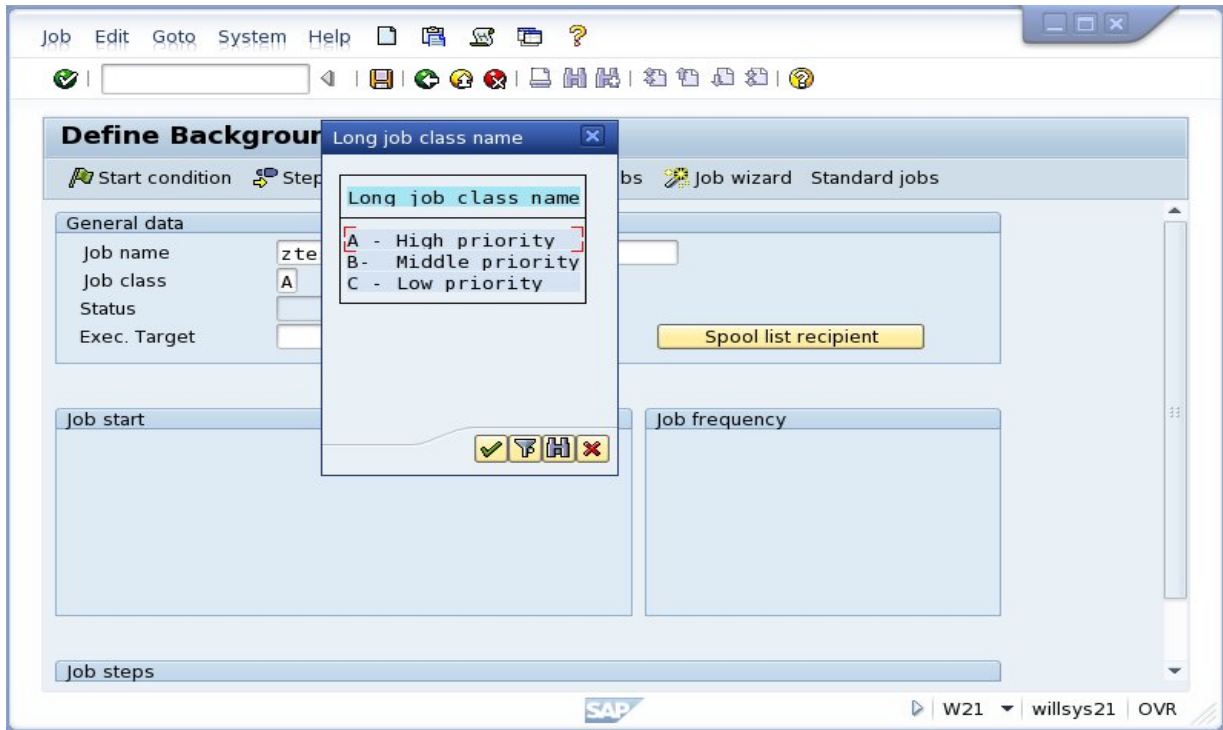 Job Edit Goto System Help
Define Backgrour
Long job class name
Start condition Step bs Job wizard Standard jobs
Long job class name
General data
A - High priority
Job name zte
B- Middle priority
Job class A
C - Low priority
Status
Exec. Target Spool list recipient
Job start Job frequency
Job steps
SAP W21 willsys21 OVR